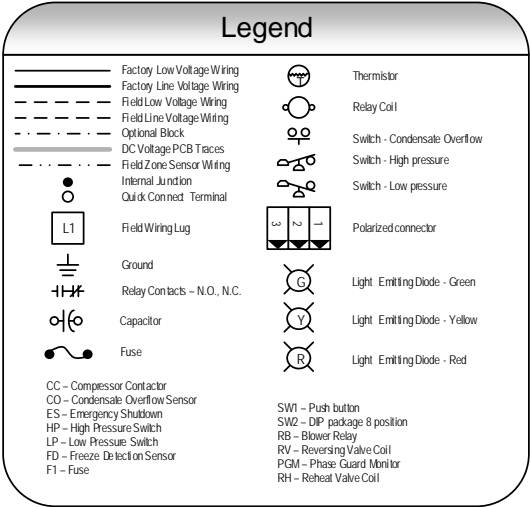 Legend
Factory Low Voltage Wiring
Factory Line Voltage Wiring
Field Low Voltage Wiring
Field Line Voltage Wiring
Optional Block
DC Voltage PCB Traces
Field Zone Sensor Wiring
Internal Junction
Quick Connect Terminal
L1
Field Wiring Lug
Ground
Relay Contacts – N.O., N.C.
Capacitor
Fuse
Thermistor
Relay Coil
Switch - Condensate Overflow
Switch - High pressure
Switch - Low pressure
3 2 1
Polarized connector
G
Light Emitting Diode - Green
Y
Light Emitting Diode - Yellow
R
Light Emitting Diode - Red
CC – Compressor Contactor
CO – Condensate Overflow Sensor
ES – Emergency Shutdown
HP – High Pressure Switch
LP – Low Pressure Switch
FD – Freeze Detection Sensor
F1 – Fuse
SW1 – Push button
SW2 – DIP package 8 position
RB – Blower Relay
RV – Reversing Valve Coil
PGM – Phase Guard Monitor
RH – Reheat Valve Coil